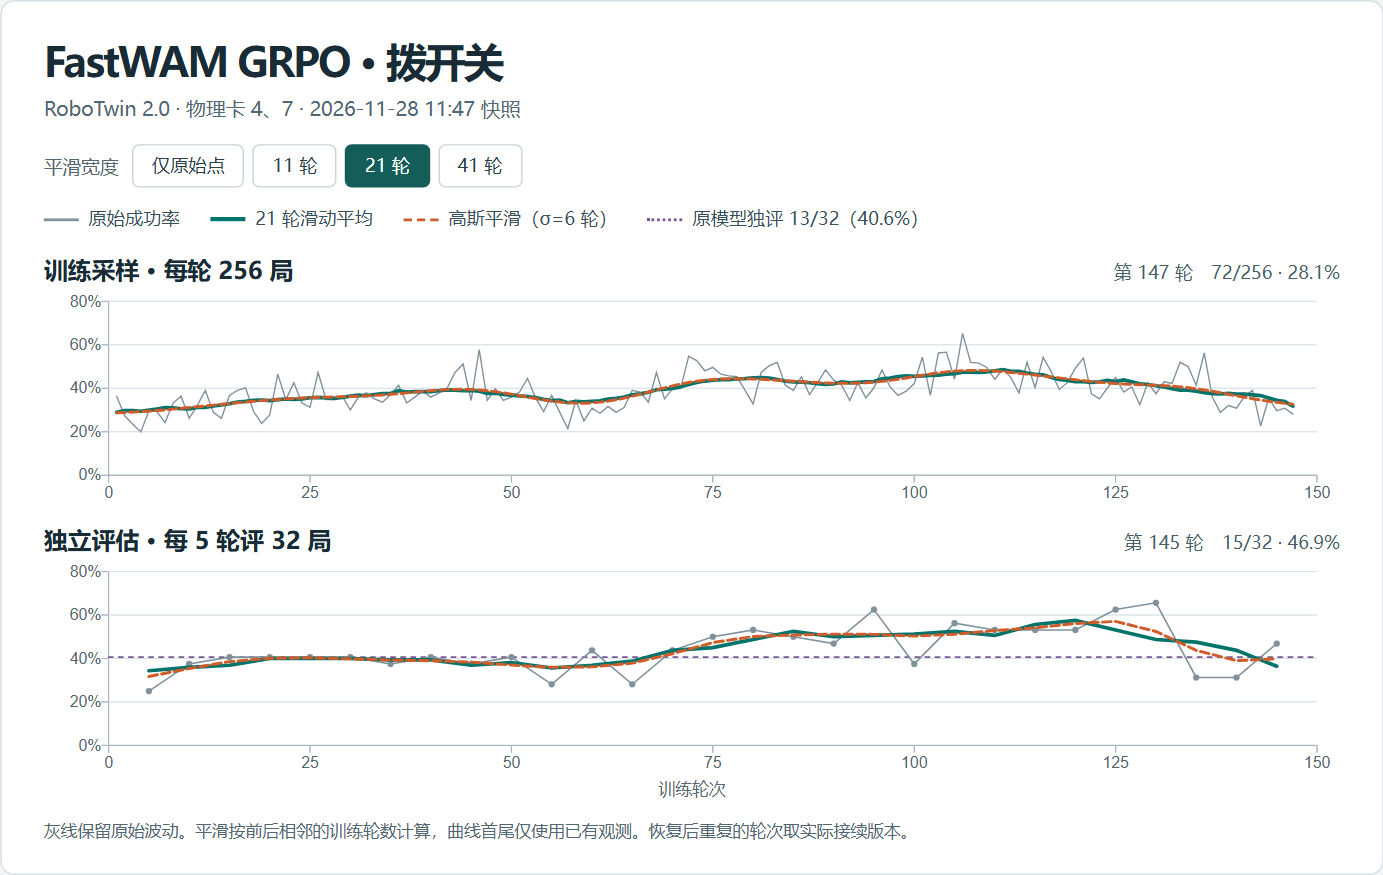 FastWAM GRPO • 拨开关
RoboTwin 2.0 · 物理卡 4、7 · 2026-11-28 11:47 快照
平滑宽度 仅原始点 11 轮 21 轮 41 轮
原始成功率 21 轮滑动平均 高斯平滑（σ=6 轮） 原模型独评 13/32（40.6%）
训练采样 • 每轮 256 局 第 147 轮 72/256 · 28.1%
80%
60%
40%
20%
0%
0 25 50 75 100 125 150
独立评估 • 每 5 轮评 32 局 第 145 轮 15/32 · 46.9%
80%
60%
40%
20%
0%
0 25 50 75 100 125 150
训练轮次
灰线保留原始波动。平滑按前后相邻的训练轮数计算，曲线首尾仅使用已有观测。恢复后重复的轮次取实际接续版本。